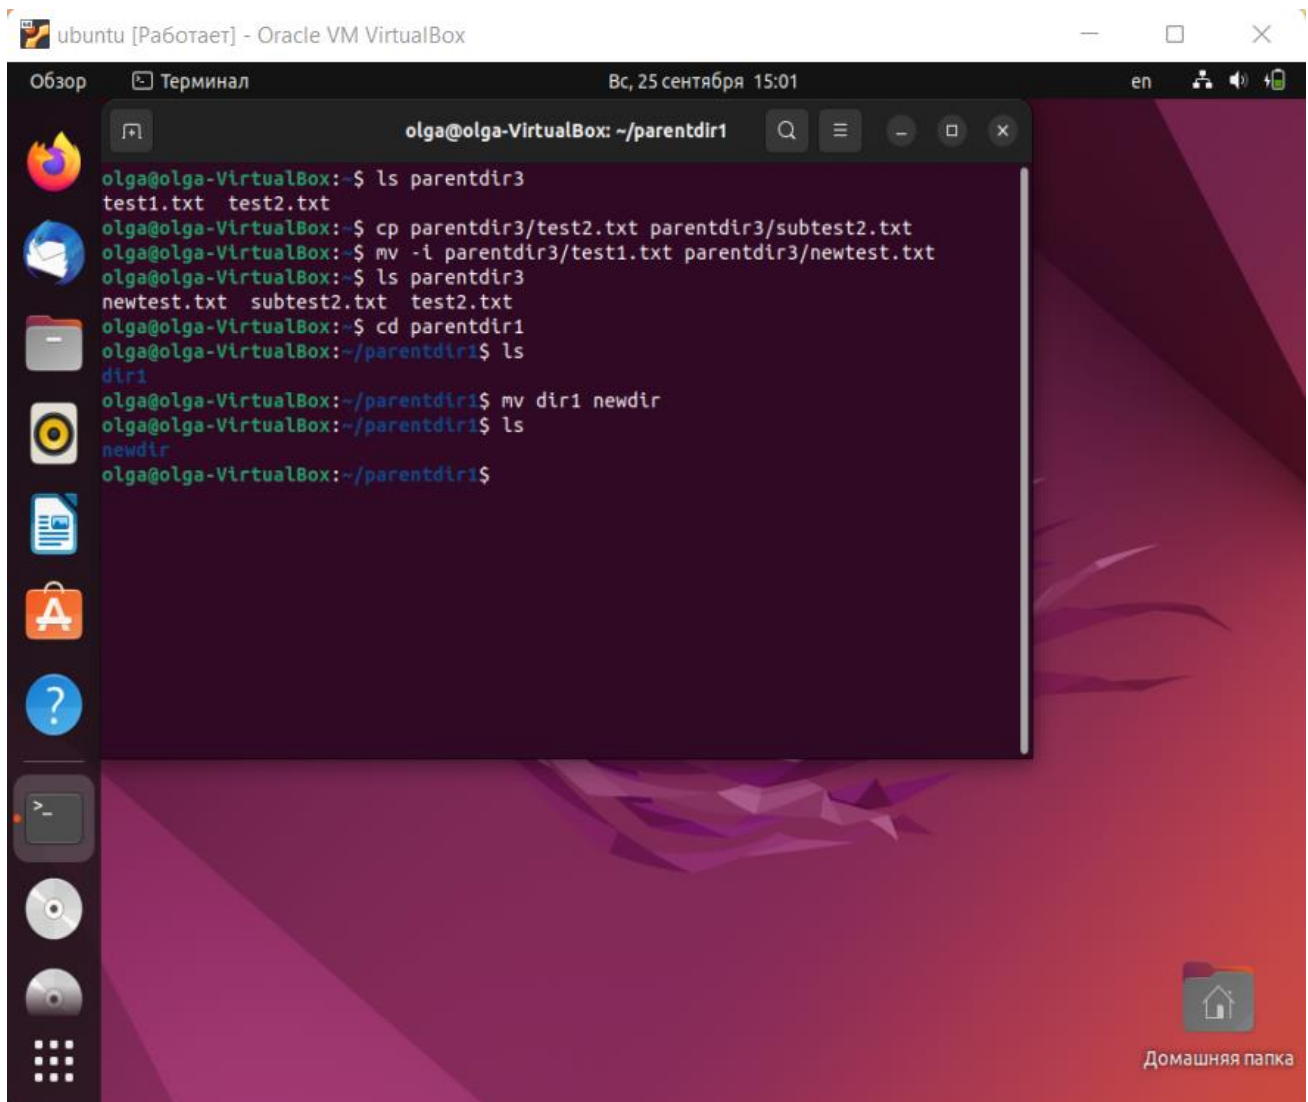 ubuntu [Работает] - Oracle VM VirtualBox
Обзор Терминал Вс, 25 сентября 15:01 en
olga@olga-VirtualBox: ~/parentdir1
olga@olga-VirtualBox:~$ ls parentdir3
test1.txt  test2.txt
olga@olga-VirtualBox:~$ cp parentdir3/test2.txt parentdir3/subtest2.txt
olga@olga-VirtualBox:~$ mv -i parentdir3/test1.txt parentdir3/newtest.txt
olga@olga-VirtualBox:~$ ls parentdir3
newtest.txt  subtest2.txt  test2.txt
olga@olga-VirtualBox:~$ cd parentdir1
olga@olga-VirtualBox:~/parentdir1$ ls
dir1
olga@olga-VirtualBox:~/parentdir1$ mv dir1 newdir
olga@olga-VirtualBox:~/parentdir1$ ls
newdir
olga@olga-VirtualBox:~/parentdir1$
Домашняя папка